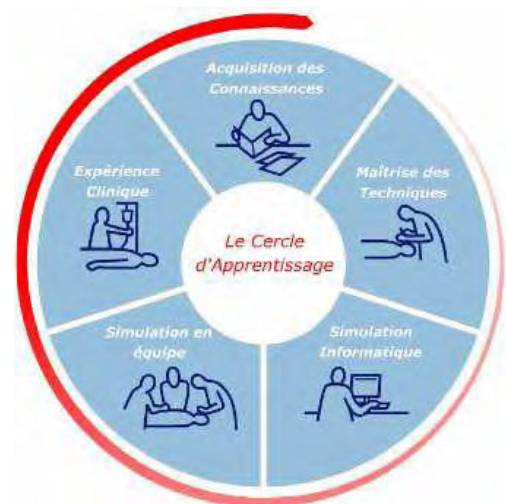 Acquisition des
Connaissances
Maîtrise des
Techniques
Simulation
Informatique
Simulation en
équipe
Expérience
Clinique
Le Cercle
d'Apprentissage